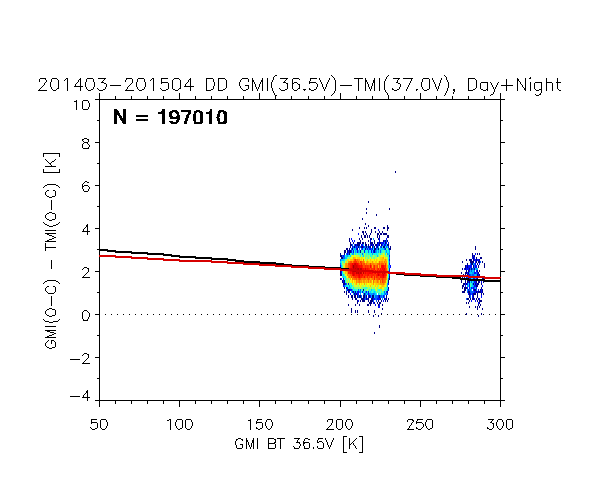 201403-201504 DD GMI(36.5V)-TMI(37.0V), Day+Night
N = 197010
10
8
6
4
2
0
-2
-4
GMI(O-C) - TMI(O-C) [K]
50 100 150 200 250 300
GMI BT 36.5V [K]